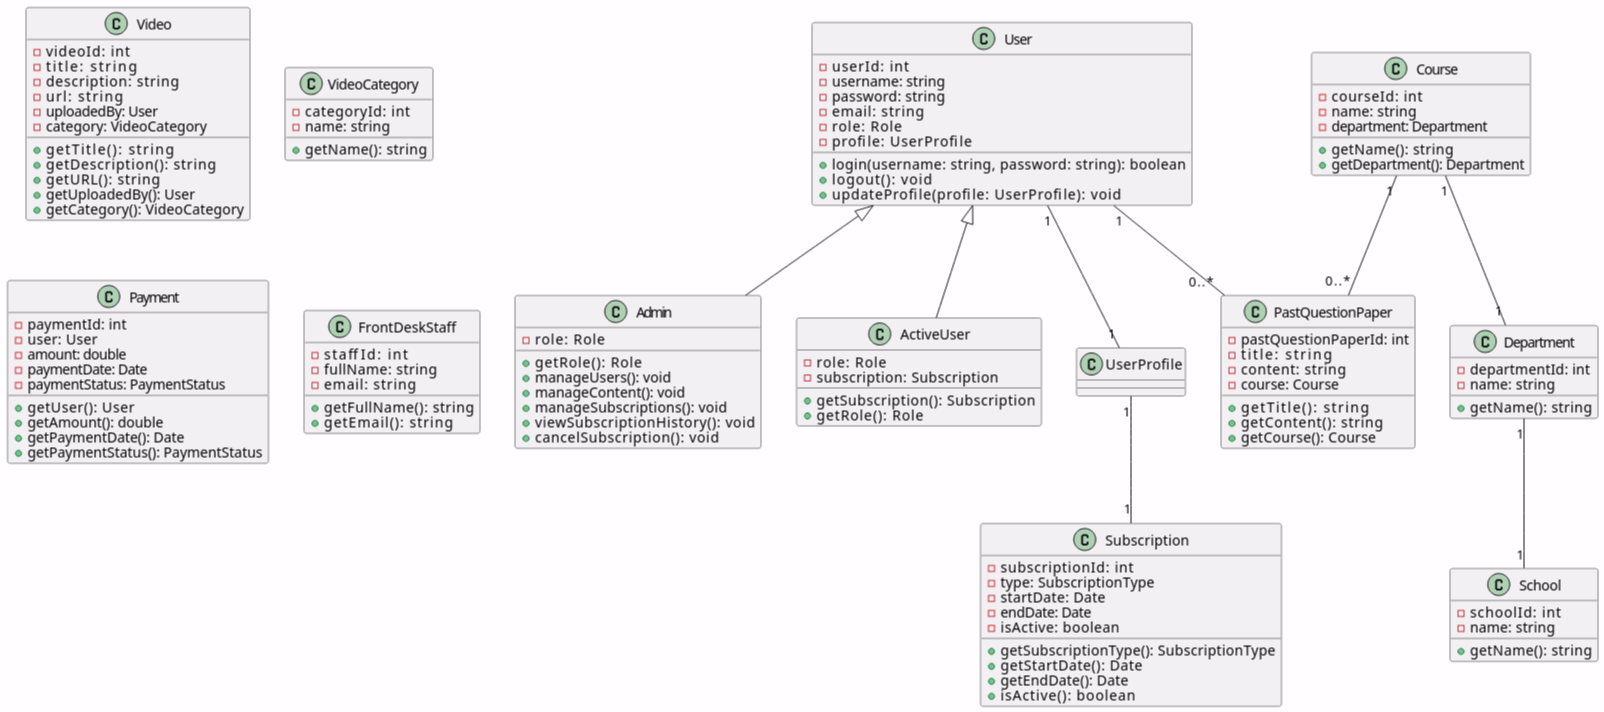 C Video
videoId: int
title: string
description: string
url: string
uploadedBy: User
category: VideoCategory
getTitle(): string
getDescription(): string
getURL(): string
getUploadedBy(): User
getCategory(): VideoCategory
C VideoCategory
categoryId: int
name: string
getName(): string
C User
userId: int
username: string
password: string
email: string
role: Role
profile: UserProfile
login(username: string, password: string): boolean
logout(): void
updateProfile(profile: UserProfile): void
C Course
courseId: int
name: string
department: Department
getName(): string
getDepartment(): Department
1
1
1
1
0..*
0..*
1
1
C Payment
paymentId: int
user: User
amount: double
paymentDate: Date
paymentStatus: PaymentStatus
getUser(): User
getAmount(): double
getPaymentDate(): Date
getPaymentStatus(): PaymentStatus
C FrontDeskStaff
staffId: int
fullName: string
email: string
getFullName(): string
getEmail(): string
C Admin
role: Role
getRole(): Role
manageUsers(): void
manageContent(): void
manageSubscriptions(): void
viewSubscriptionHistory(): void
cancelSubscription(): void
C ActiveUser
role: Role
subscription: Subscription
getSubscription(): Subscription
getRole(): Role
C UserProfile
C PastQuestionPaper
pastQuestionPaperId: int
title: string
content: string
course: Course
getTitle(): string
getContent(): string
getCourse(): Course
C Department
departmentId: int
name: string
getName(): string
1
1
1
1
C Subscription
subscriptionId: int
type: SubscriptionType
startDate: Date
endDate: Date
isActive: boolean
getSubscriptionType(): SubscriptionType
getStartDate(): Date
getEndDate(): Date
isActive(): boolean
C School
schoolId: int
name: string
getName(): string